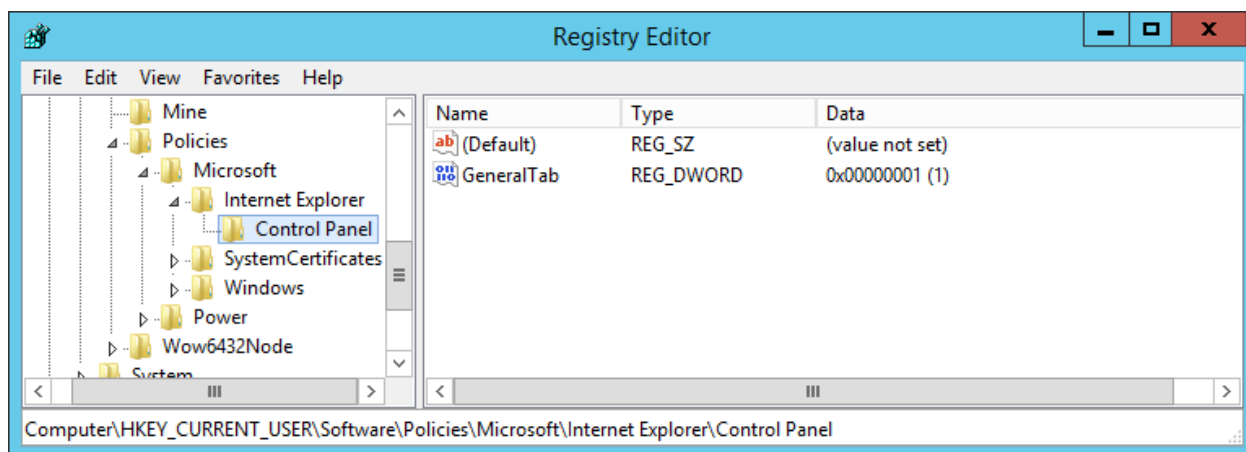 Registry Editor
File Edit View Favorites Help
Mine
Policies
Microsoft
Internet Explorer
Control Panel
SystemCertificates
Windows
Power
Wow6432Node
System
Name Type Data
(Default) REG_SZ (value not set)
GeneralTab REG_DWORD 0x00000001 (1)
Computer\HKEY_CURRENT_USER\Software\Policies\Microsoft\Internet Explorer\Control Panel